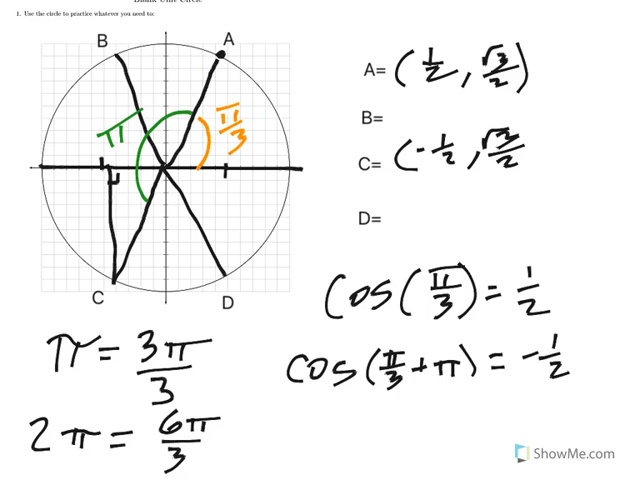 Blank Unit Circle
1. Use the circle to practice whatever you need to:
B
A
π
π/3
C
D
A= (1/2, √3/2)
B=
C= (-1/2, √3/2)
D=
cos(π/3) = 1/2
cos(π/3 + π) = -1/2
π = 3π/3
2π = 6π/3
ShowMe.com